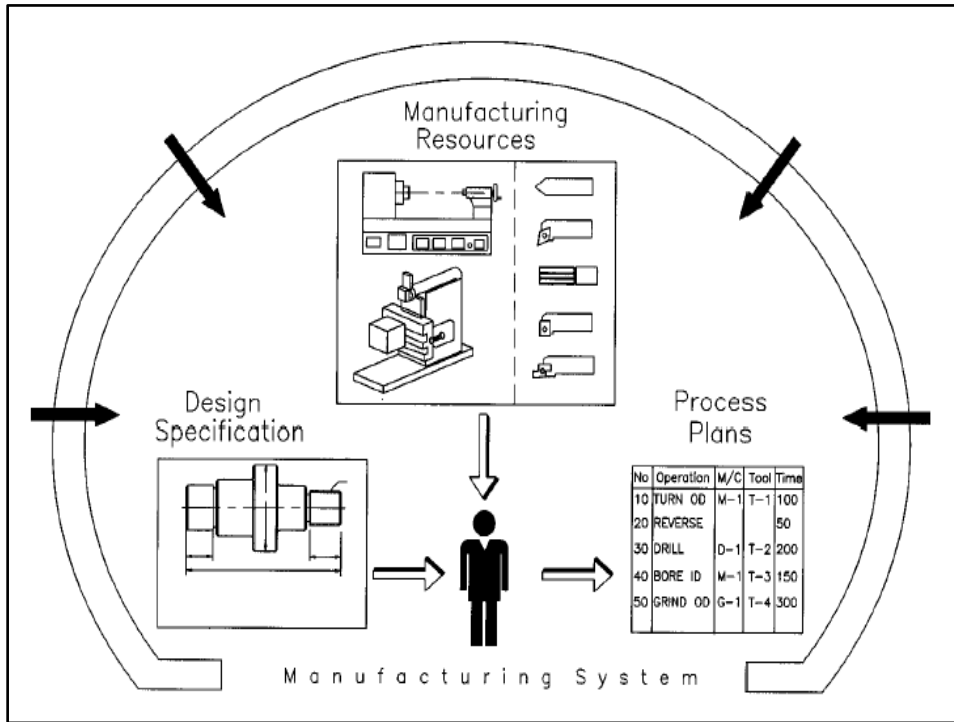 Manufacturing
Resources
Design
Specification
Process
Plans
No Operation M/C Tool Time
10 TURN OD M-1 T-1 100
20 REVERSE 50
30 DRILL D-1 T-2 200
40 BORE ID M-1 T-3 150
50 GRIND OD G-1 T-4 300
Manufacturing System